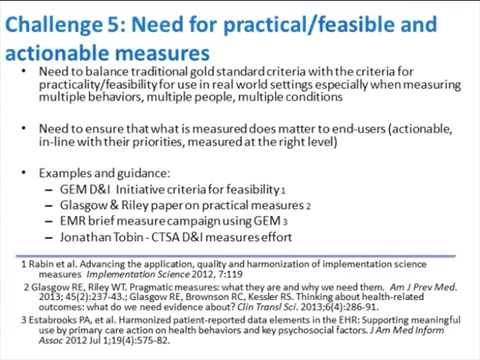 Challenge 5: Need for practical/feasible and
actionable measures
• Need to balance traditional gold standard criteria with the criteria for
practicality/feasibility for use in real world settings especially when measuring
multiple behaviors, multiple people, multiple conditions
• Need to ensure that what is measured does matter to end-users (actionable,
in-line with their priorities, measured at the right level)
• Examples and guidance:
– GEM D&I Initiative criteria for feasibility 1
– Glasgow & Riley paper on practical measures 2
– EMR brief measure campaign using GEM 3
– Jonathan Tobin - CTSA D&I measures effort
1 Rabin et al. Advancing the application, quality and harmonization of implementation science
measures Implementation Science 2012, 7:119
2 Glasgow RE, Riley WT. Pragmatic measures: what they are and why we need them. Am J Prev Med.
2013; 45(2):237-43.; Glasgow RE, Brownson RC, Kessler RS. Thinking about health-related
outcomes: what do we need evidence about? Clin Transl Sci. 2013;6(4):286-91.
3 Estabrooks PA, et al. Harmonized patient-reported data elements in the EHR: Supporting meaningful
use by primary care action on health behaviors and key psychosocial factors. J Am Med Inform
Assoc 2012 Jul 1;19(4):575-82.